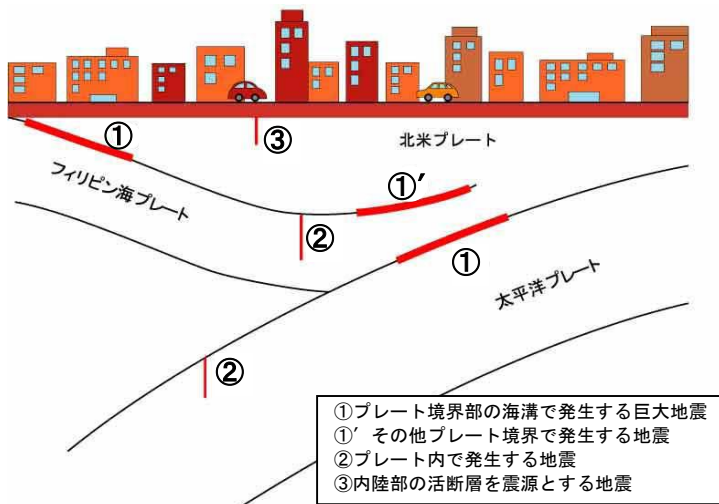 ①
③
北米プレート
フィリピン海プレート
①′
②
①
太平洋プレート
②
①プレート境界部の海溝で発生する巨大地震
①′ その他プレート境界で発生する地震
②プレート内で発生する地震
③内陸部の活断層を震源とする地震